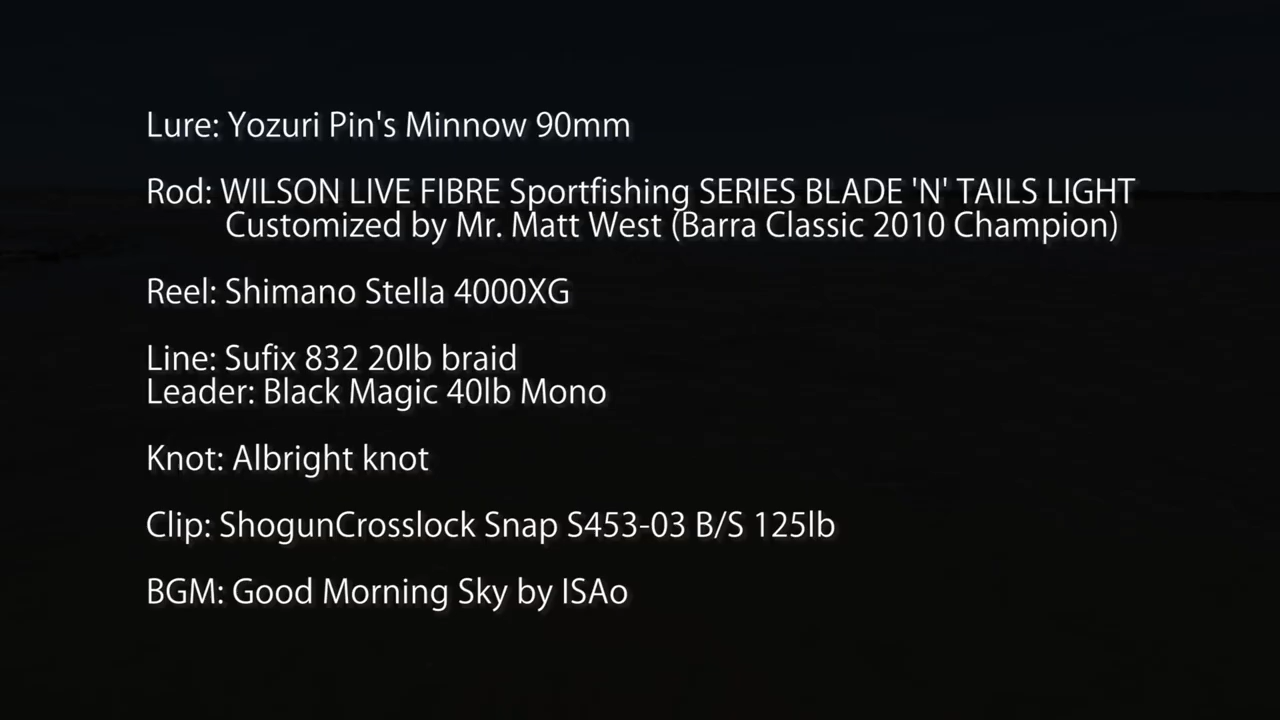 Lure: Yozuri Pin's Minnow 90mm
Rod: WILSON LIVE FIBRE Sportfishing SERIES BLADE 'N' TAILS LIGHT
Customized by Mr. Matt West (Barra Classic 2010 Champion)
Reel: Shimano Stella 4000XG
Line: Sufix 832 20lb braid
Leader: Black Magic 40lb Mono
Knot: Albright knot
Clip: ShogunCrosslock Snap S453-03 B/S 125lb
BGM: Good Morning Sky by ISAo